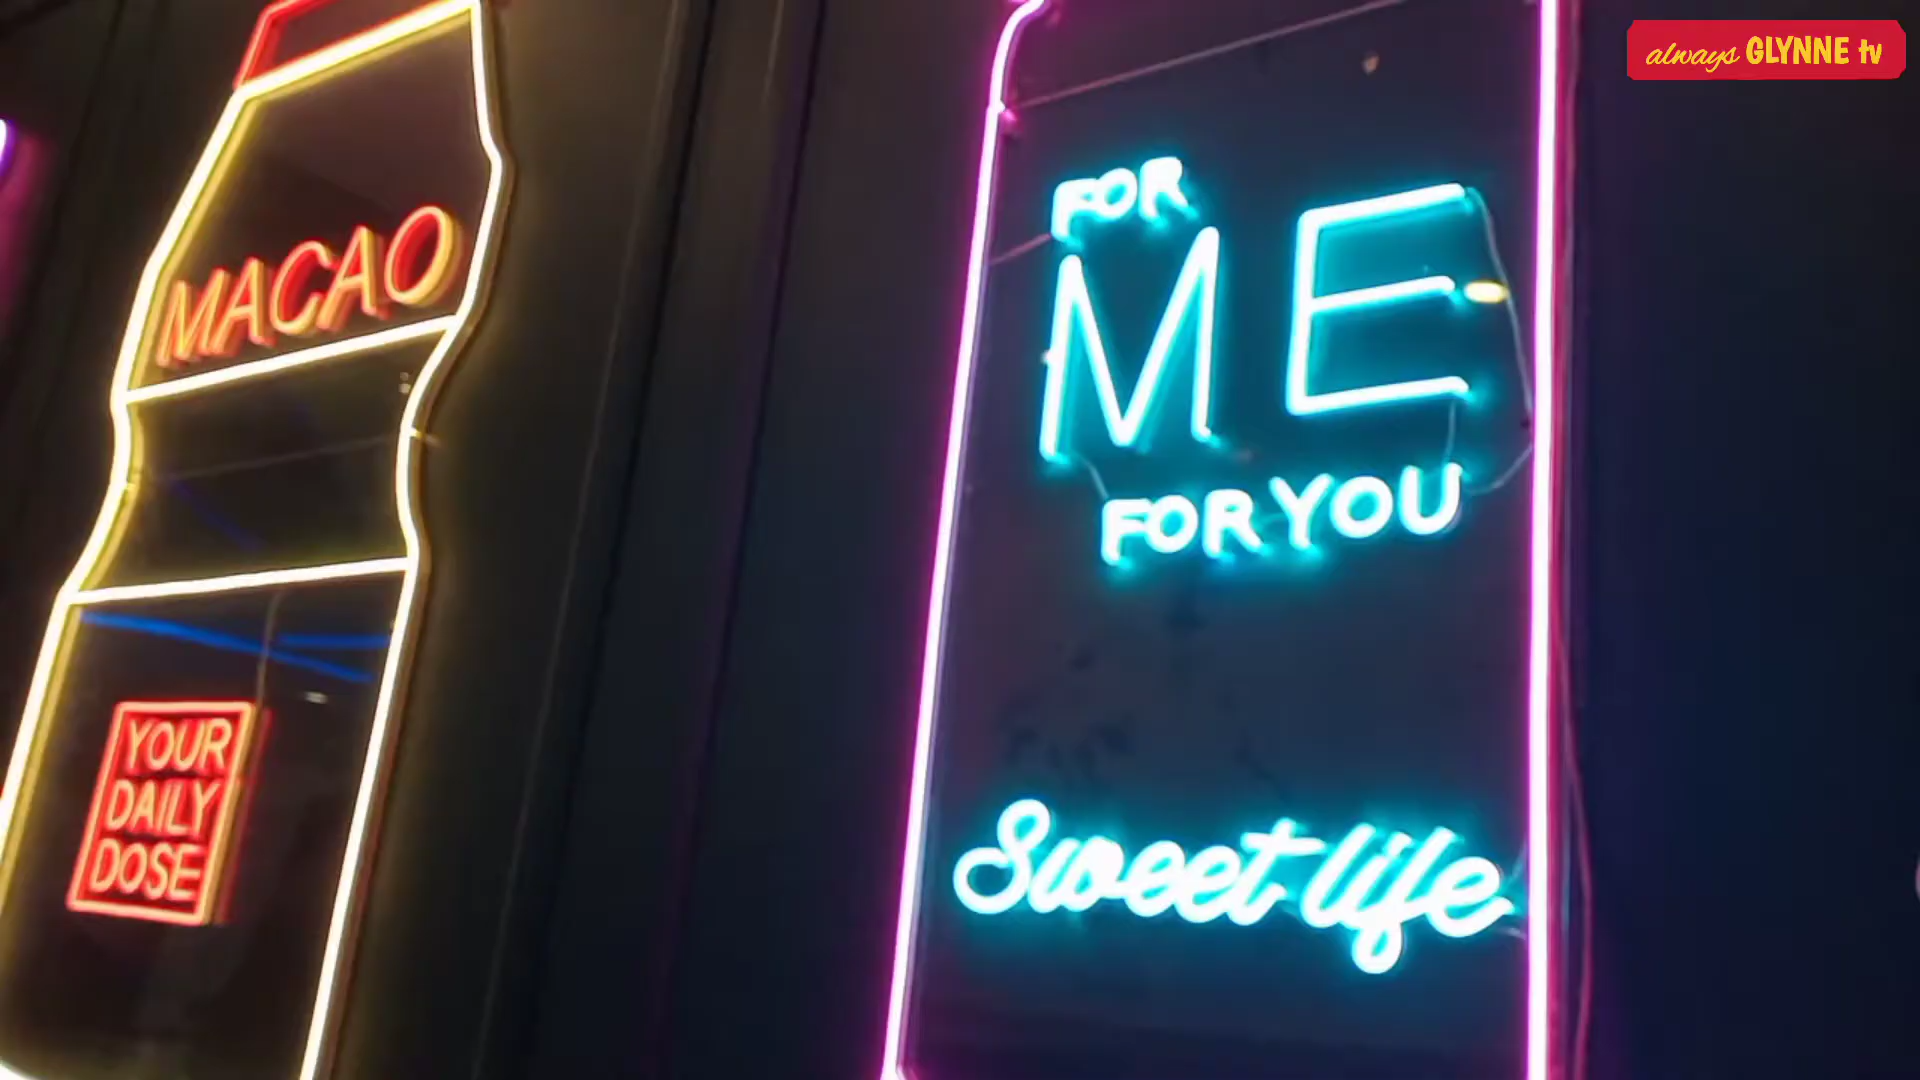 always GLYNNE tv
MACAO
YOUR
DAILY
DOSE
FOR
ME
FOR YOU
Sweet life